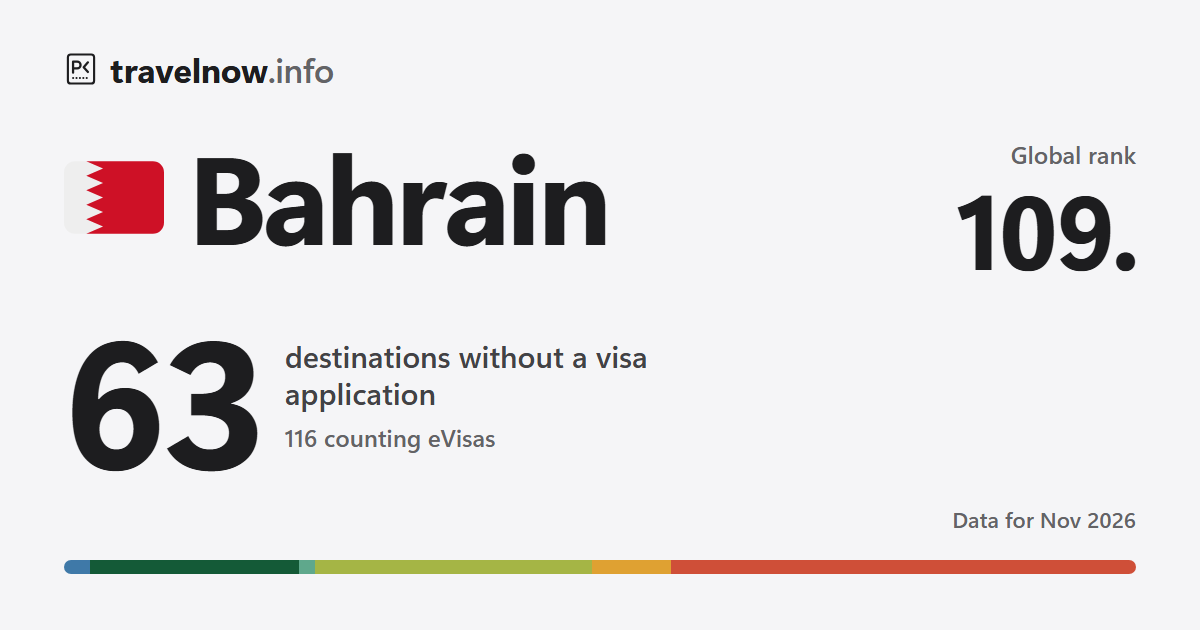 travelnow.info
Bahrain
Global rank
109.
63
destinations without a visa
application
116 counting eVisas
Data for Nov 2026